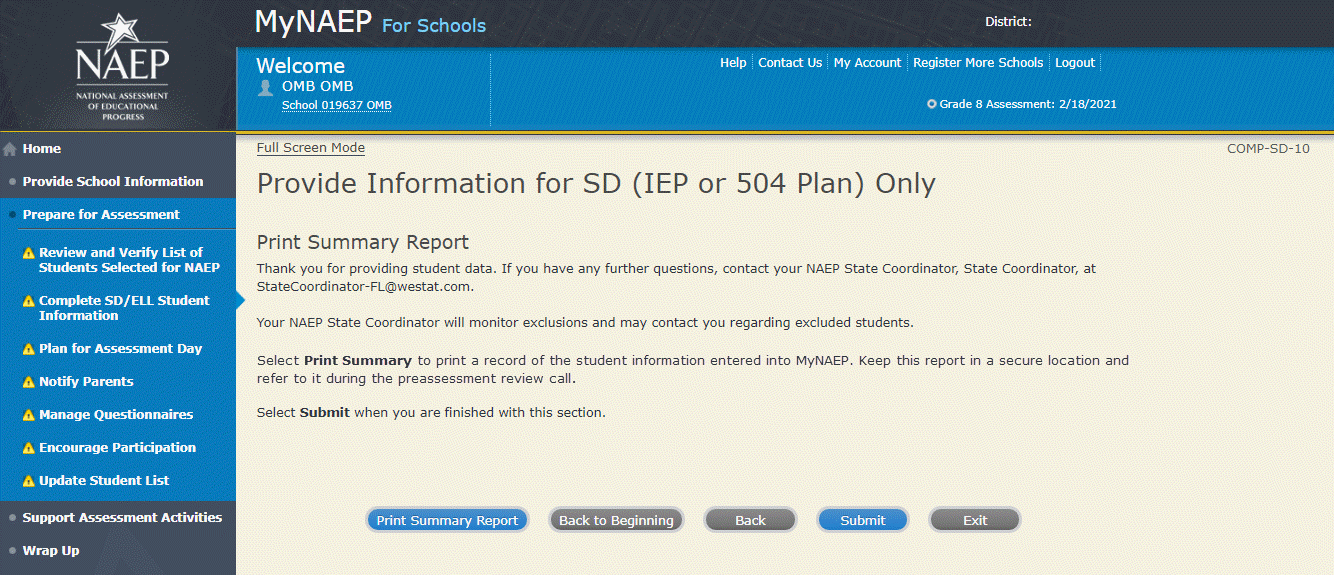 NAEP
NATIONAL ASSESSMENT
OF EDUCATIONAL
PROGRESS
MyNAEP For Schools
District:
Welcome
OMB OMB
School 019637 OMB
Help Contact Us My Account Register More Schools Logout
Grade 8 Assessment: 2/18/2021
Home
Provide School Information
Prepare for Assessment
Review and Verify List of
Students Selected for NAEP
Complete SD/ELL Student
Information
Plan for Assessment Day
Notify Parents
Manage Questionnaires
Encourage Participation
Update Student List
Support Assessment Activities
Wrap Up
Full Screen Mode
COMP-SD-10
Provide Information for SD (IEP or 504 Plan) Only
Print Summary Report
Thank you for providing student data. If you have any further questions, contact your NAEP State Coordinator, State Coordinator, at
StateCoordinator-FL@westat.com.
Your NAEP State Coordinator will monitor exclusions and may contact you regarding excluded students.
Select Print Summary to print a record of the student information entered into MyNAEP. Keep this report in a secure location and
refer to it during the preassessment review call.
Select Submit when you are finished with this section.
Print Summary Report Back to Beginning Back Submit Exit